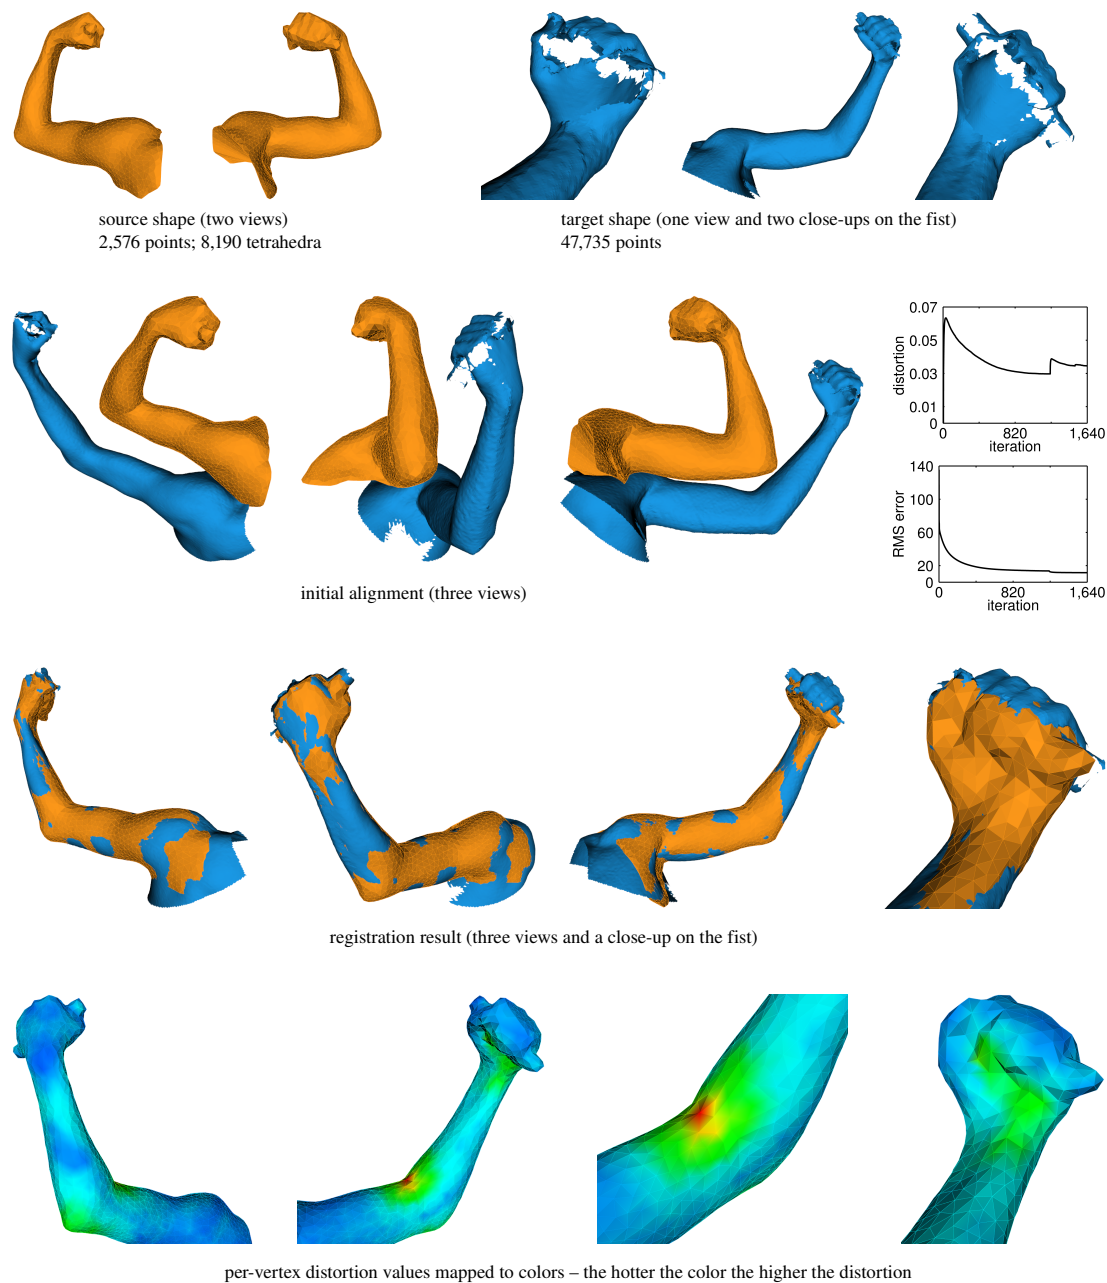 source shape (two views)
2,576 points; 8,190 tetrahedra
target shape (one view and two close-ups on the fist)
47,735 points
0.07
0.05
0.03
0.01
0
distortion
0 820 1,640
iteration
140
100
60
20
0
RMS error
0 820 1,640
iteration
initial alignment (three views)
registration result (three views and a close-up on the fist)
per-vertex distortion values mapped to colors – the hotter the color the higher the distortion